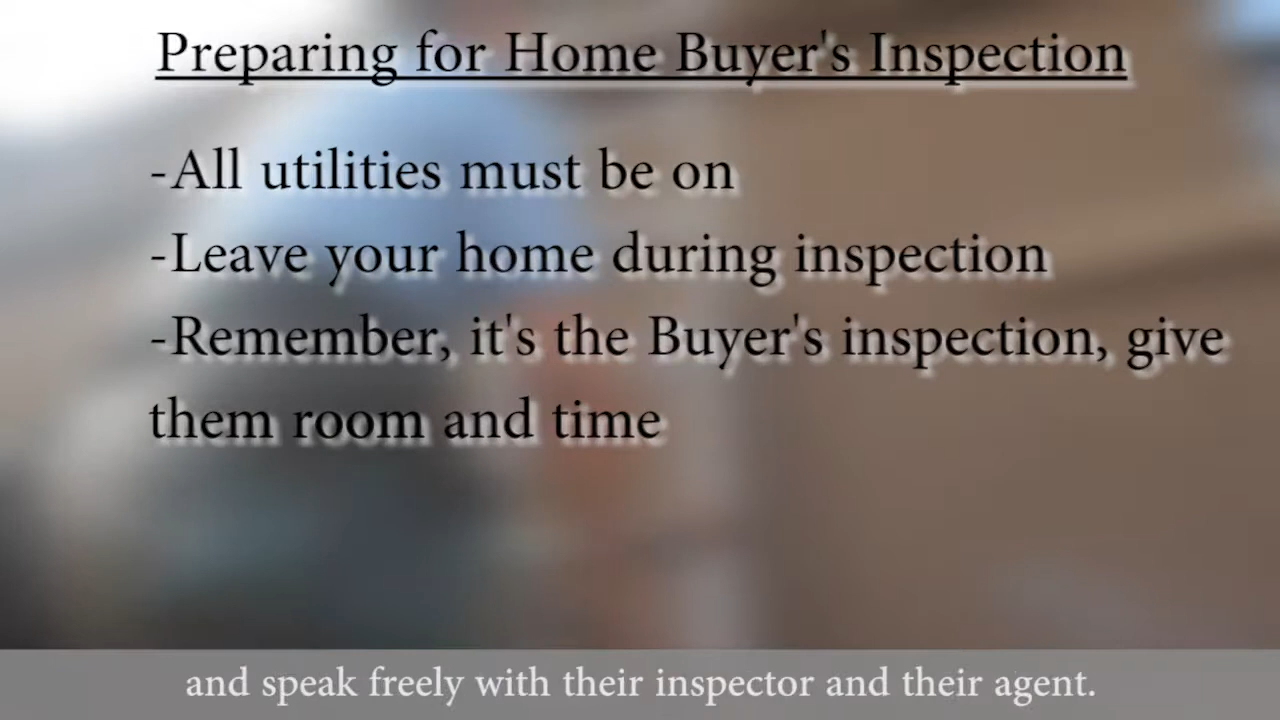 Preparing for Home Buyer's Inspection
-All utilities must be on
-Leave your home during inspection
-Remember, it's the Buyer's inspection, give
them room and time
and speak freely with their inspector and their agent.